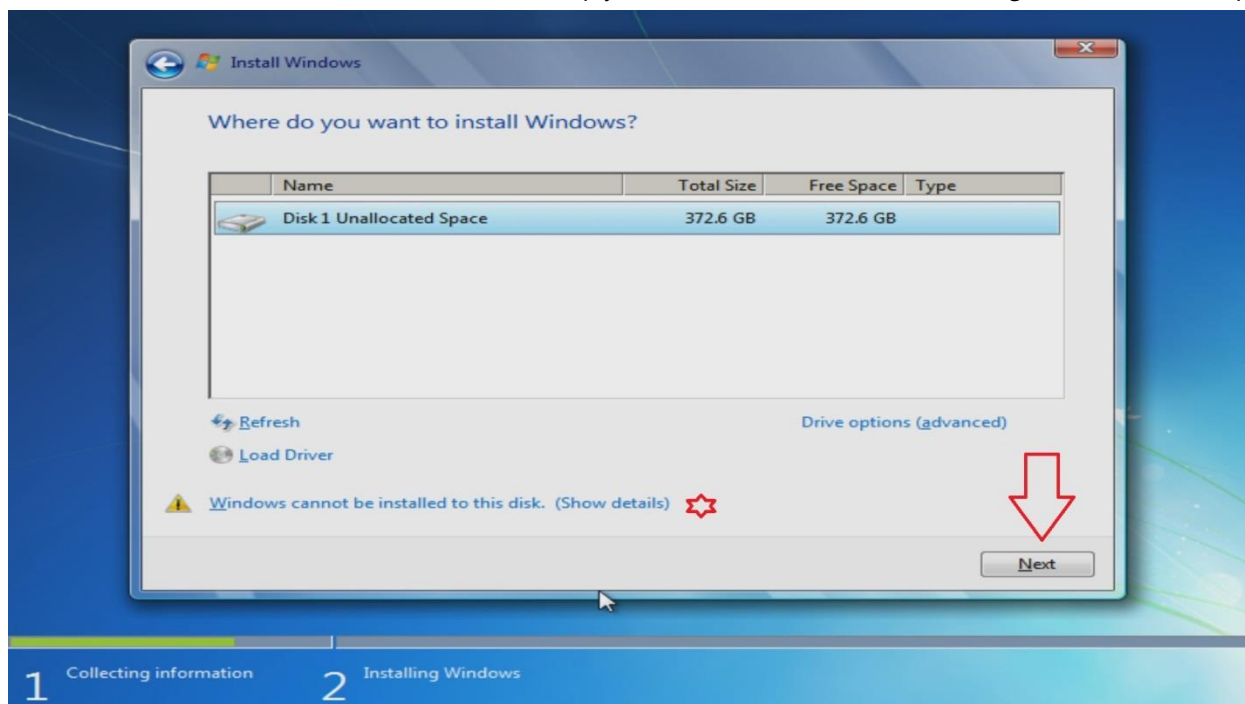 Install Windows
Where do you want to install Windows?
Name Total Size Free Space Type
Disk 1 Unallocated Space 372.6 GB 372.6 GB
Refresh Drive options (advanced)
Load Driver
Windows cannot be installed to this disk. (Show details)
Next
1 Collecting information 2 Installing Windows